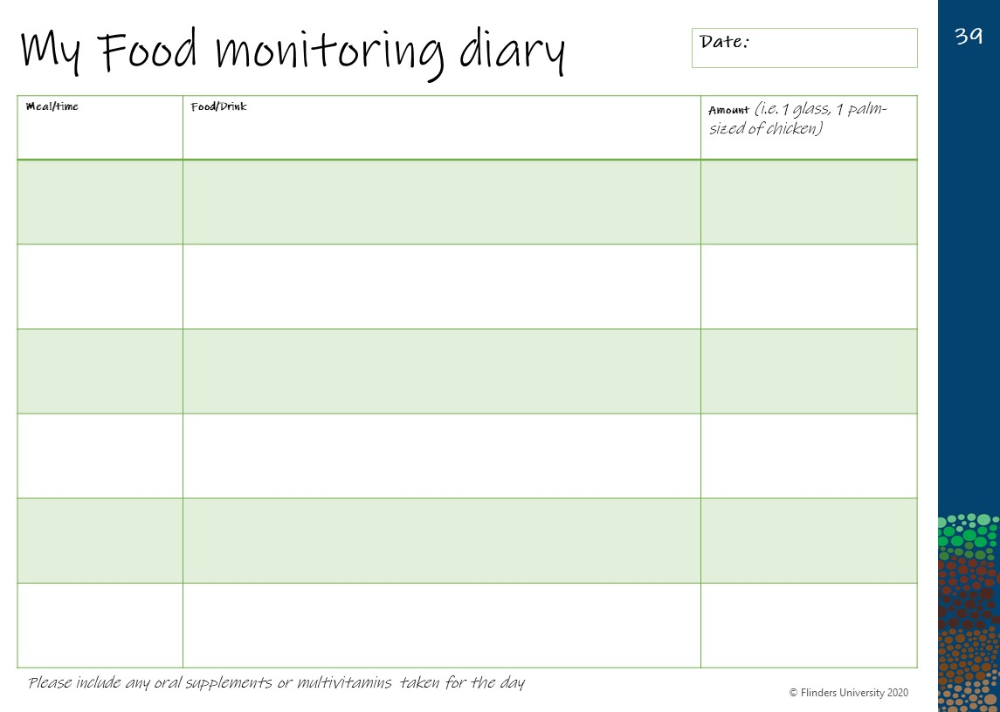 My Food monitoring diary
Date:
39
Meal/time
Food/Drink
Amount (i.e. 1 glass, 1 palm-
sized of chicken)
Please include any oral supplements or multivitamins taken for the day
© Flinders University 2020